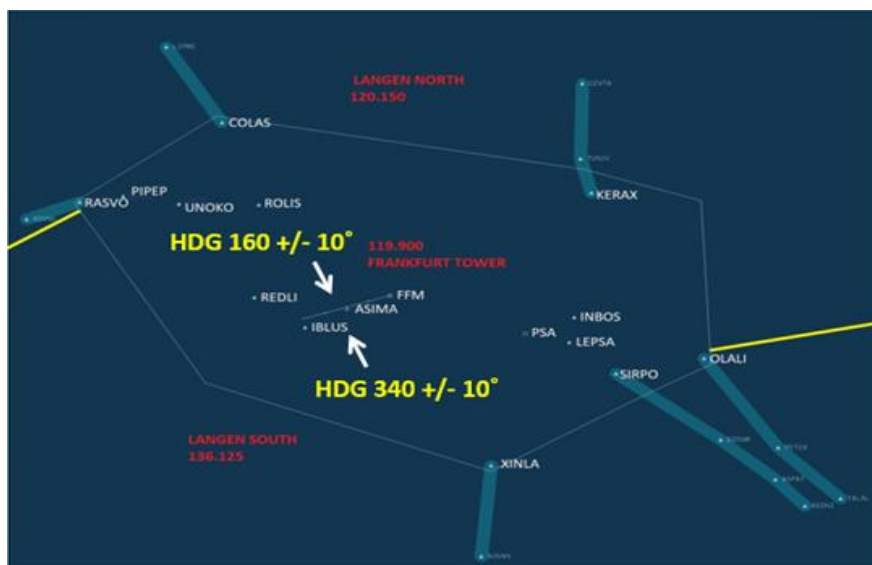 LANGEN NORTH
120.150
COLAS
KERAX
PIPEP
RASVO
UNOKO
ROLIS
HDG 160 +/- 10°
119.900
FRANKFURT TOWER
REDLI
FFM
ASIMA
IBLUS
INBOS
PSA
LEPSA
OLALI
HDG 340 +/- 10°
SIRPO
LANGEN SOUTH
136.125
XINLA